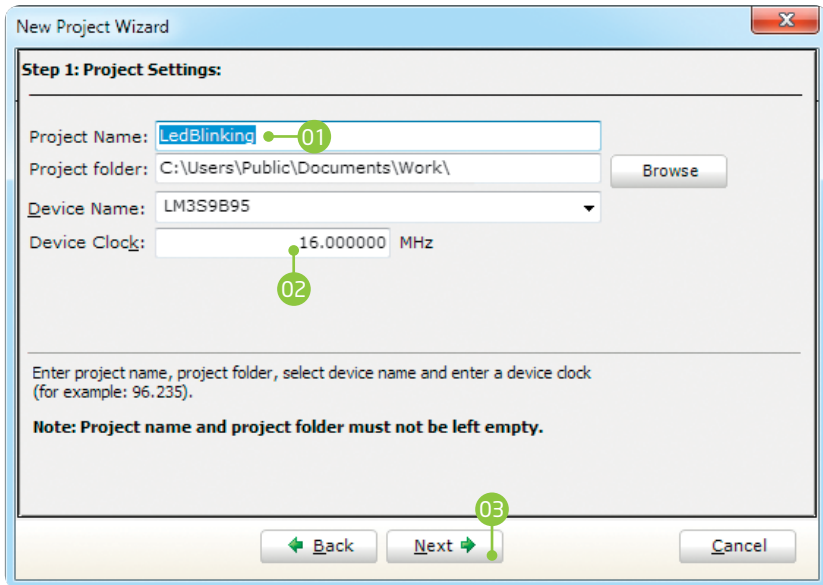 New Project Wizard
Step 1: Project Settings:
Project Name: LedBlinking 01
Project folder: C:\Users\Public\Documents\Work\ Browse
Device Name: LM3S9B95
Device Clock: 16.000000 MHz
02
Enter project name, project folder, select device name and enter a device clock
(for example: 96.235).
Note: Project name and project folder must not be left empty.
03
Back Next Cancel